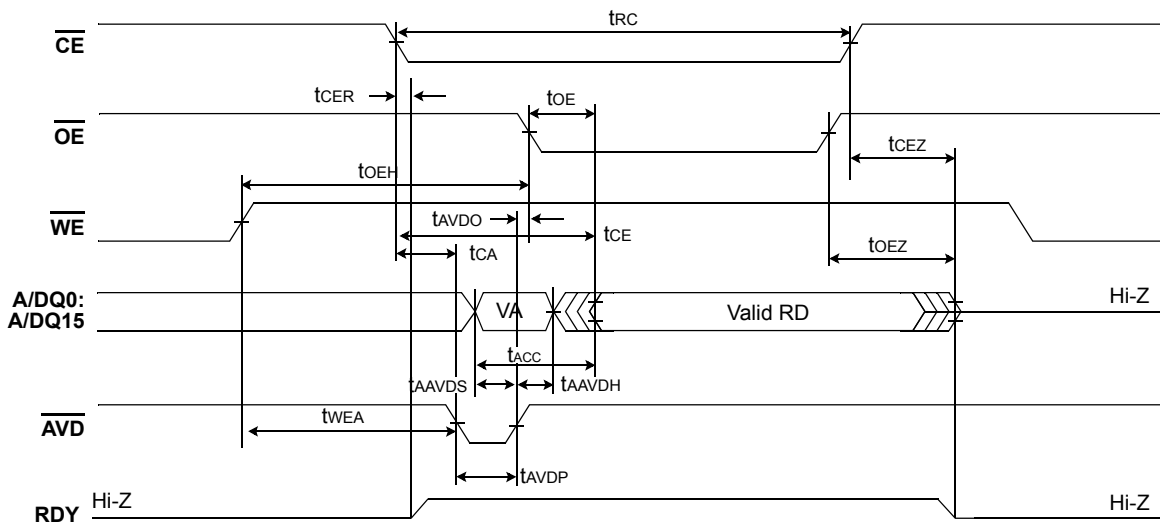 tRC
CE
tCER
tOE
OE
tCEZ
tOEH
WE
tAVDO
tCE
tCA
tOEZ
A/DQ0:
A/DQ15
VA
Valid RD
Hi-Z
tACC
tAAVDS
tAAVDH
AVD
tWEA
tAVDP
Hi-Z
Hi-Z
RDY